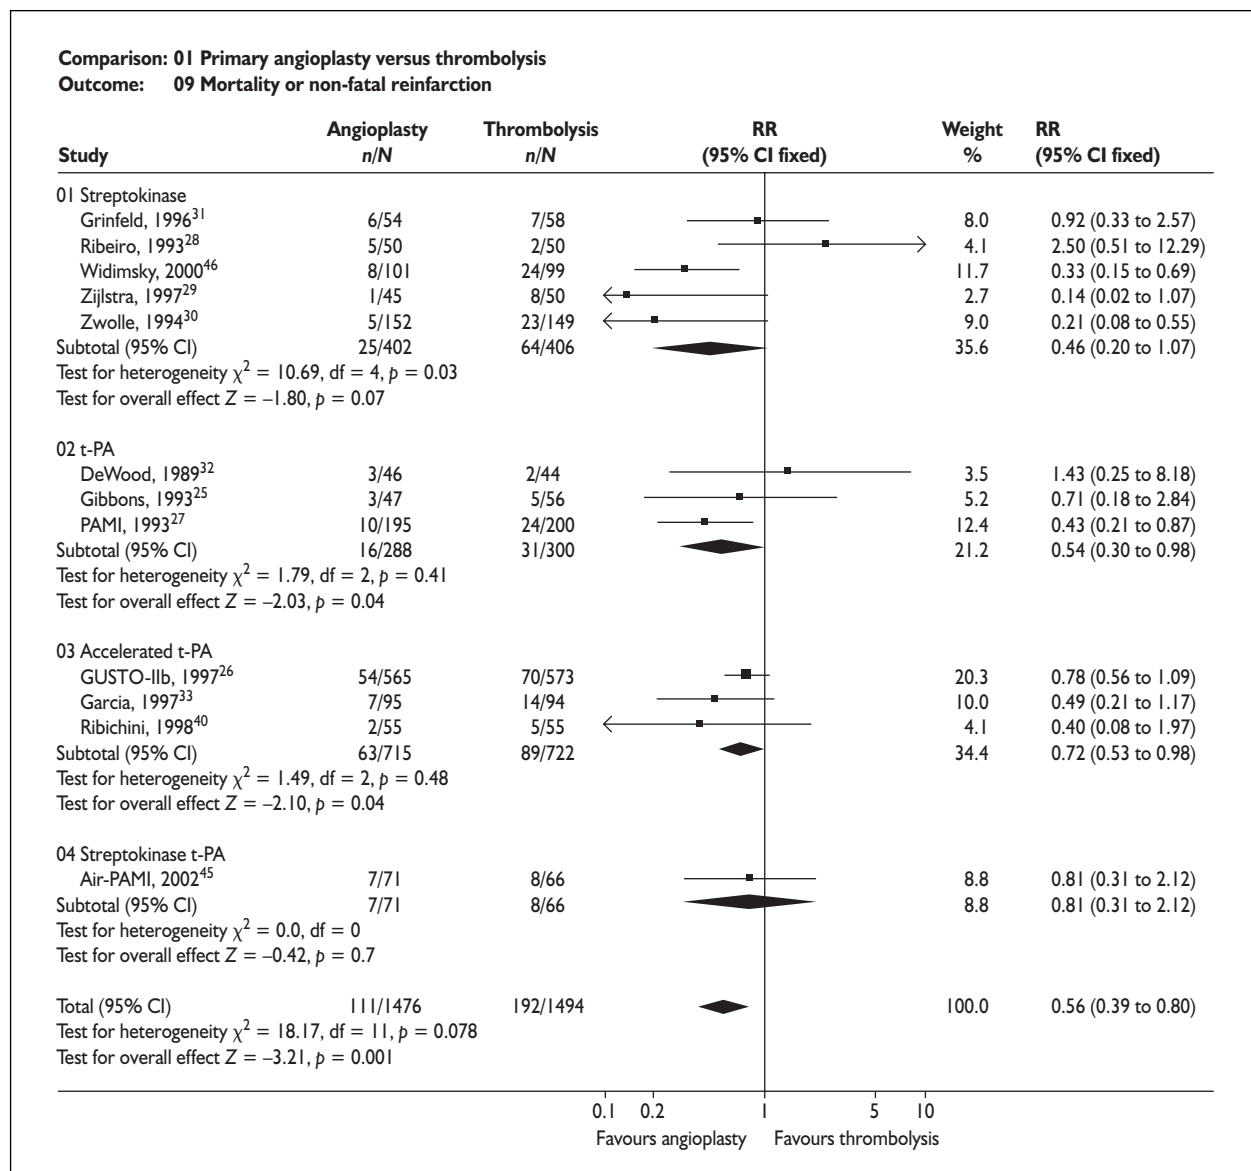 Comparison: 01 Primary angioplasty versus thrombolysis
Outcome: 09 Mortality or non-fatal reinfarction
Angioplasty Thrombolysis RR Weight RR
Study n/N n/N (95% CI fixed) % (95% CI fixed)
01 Streptokinase
Grinfeld, 1996³¹ 6/54 7/58 8.0 0.92 (0.33 to 2.57)
Ribeiro, 1993²⁸ 5/50 2/50 4.1 2.50 (0.51 to 12.29)
Widimsky, 2000⁴⁶ 8/101 24/99 11.7 0.33 (0.15 to 0.69)
Zijlstra, 1997²⁹ 1/45 8/50 2.7 0.14 (0.02 to 1.07)
Zwolle, 1994³⁰ 5/152 23/149 9.0 0.21 (0.08 to 0.55)
Subtotal (95% CI) 25/402 64/406 35.6 0.46 (0.20 to 1.07)
Test for heterogeneity χ² = 10.69, df = 4, p = 0.03
Test for overall effect Z = –1.80, p = 0.07
02 t-PA
DeWood, 1989³² 3/46 2/44 3.5 1.43 (0.25 to 8.18)
Gibbons, 1993²⁵ 3/47 5/56 5.2 0.71 (0.18 to 2.84)
PAMI, 1993²⁷ 10/195 24/200 12.4 0.43 (0.21 to 0.87)
Subtotal (95% CI) 16/288 31/300 21.2 0.54 (0.30 to 0.98)
Test for heterogeneity χ² = 1.79, df = 2, p = 0.41
Test for overall effect Z = –2.03, p = 0.04
03 Accelerated t-PA
GUSTO-IIb, 1997²⁶ 54/565 70/573 20.3 0.78 (0.56 to 1.09)
Garcia, 1997³³ 7/95 14/94 10.0 0.49 (0.21 to 1.17)
Ribichini, 1998⁴⁰ 2/55 5/55 4.1 0.40 (0.08 to 1.97)
Subtotal (95% CI) 63/715 89/722 34.4 0.72 (0.53 to 0.98)
Test for heterogeneity χ² = 1.49, df = 2, p = 0.48
Test for overall effect Z = –2.10, p = 0.04
04 Streptokinase t-PA
Air-PAMI, 2002⁴⁵ 7/71 8/66 8.8 0.81 (0.31 to 2.12)
Subtotal (95% CI) 7/71 8/66 8.8 0.81 (0.31 to 2.12)
Test for heterogeneity χ² = 0.0, df = 0
Test for overall effect Z = –0.42, p = 0.7
Total (95% CI) 111/1476 192/1494 100.0 0.56 (0.39 to 0.80)
Test for heterogeneity χ² = 18.17, df = 11, p = 0.078
Test for overall effect Z = –3.21, p = 0.001
0.1 0.2 1 5 10
Favours angioplasty Favours thrombolysis